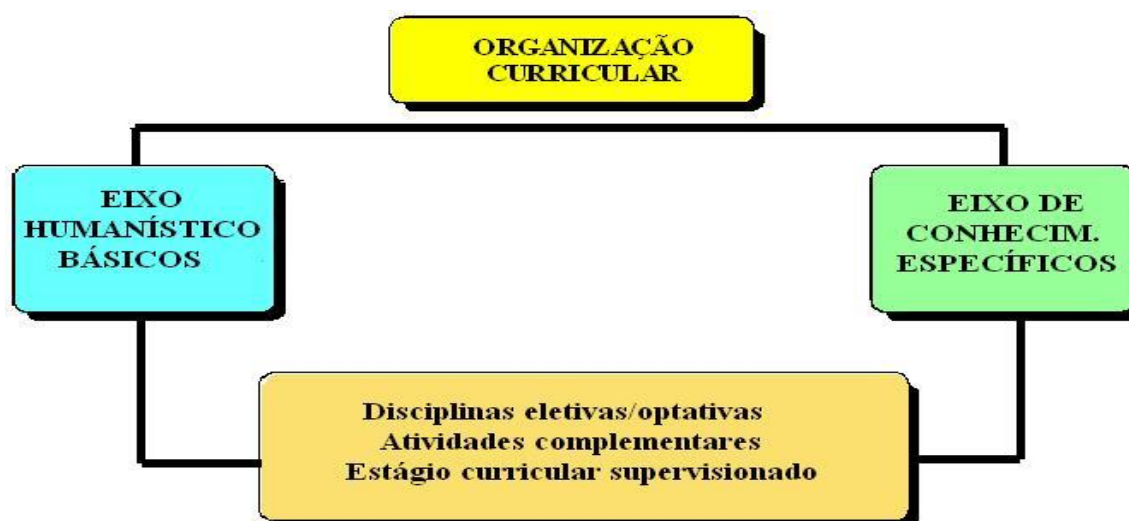 ORGANIZAÇÃO
CURRICULAR
EIXO
HUMANÍSTICO
BÁSICOS
EIXO DE
CONHECIM.
ESPECÍFICOS
Disciplinas eletivas/optativas
Atividades complementares
Estágio curricular supervisionado